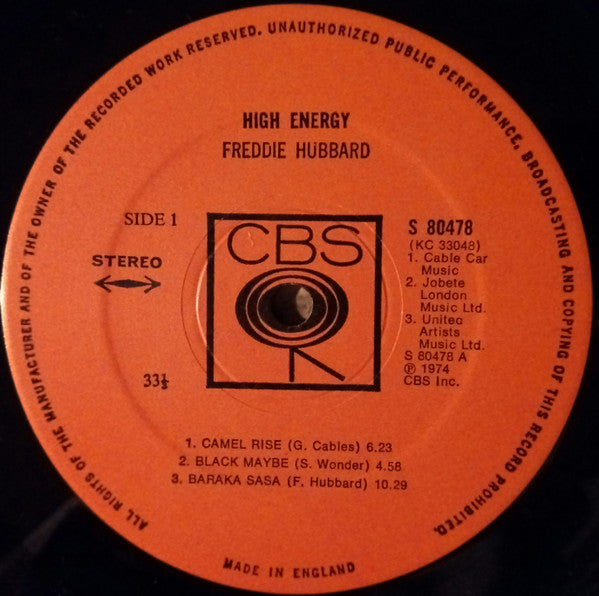 ALL RIGHTS OF THE MANUFACTURER AND OF THE OWNER OF THE RECORDED WORK RESERVED. UNAUTHORIZED PUBLIC PERFORMANCE, BROADCASTING AND COPYING OF THIS RECORD PROHIBITED.
HIGH ENERGY
FREDDIE HUBBARD
SIDE 1
STEREO
33⅓
CBS
S 80478
(KC 33048)
1. Cable Car
Music
2. Jobete
London
Music Ltd.
3. United
Artists
Music Ltd.
S 80478 A
℗ 1974
CBS Inc.
1. CAMEL RISE (G. Cables) 6.23
2. BLACK MAYBE (S. Wonder) 4.58
3. BARAKA SASA (F. Hubbard) 10.29
MADE IN ENGLAND